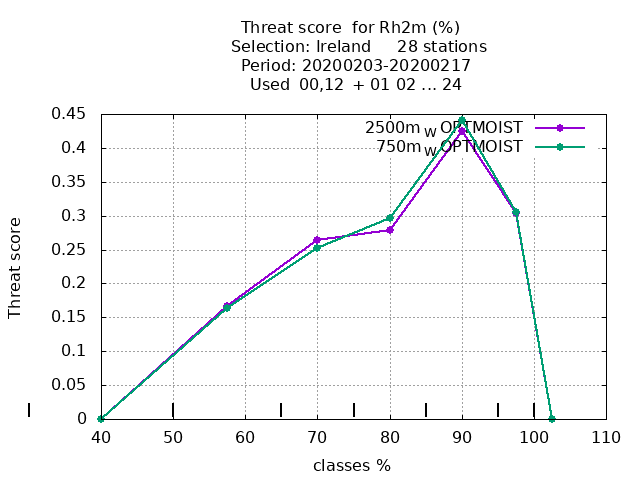 Threat score for Rh2m (%)
Selection: Ireland 28 stations
Period: 20200203-20200217
Used 00,12 + 01 02 ... 24
2500m W OPTMOIST
750m W OPTMOIST
0.45
0.4
0.35
0.3
0.25
0.2
0.15
0.1
0.05
0
Threat score
40 50 60 70 80 90 100 110
classes %